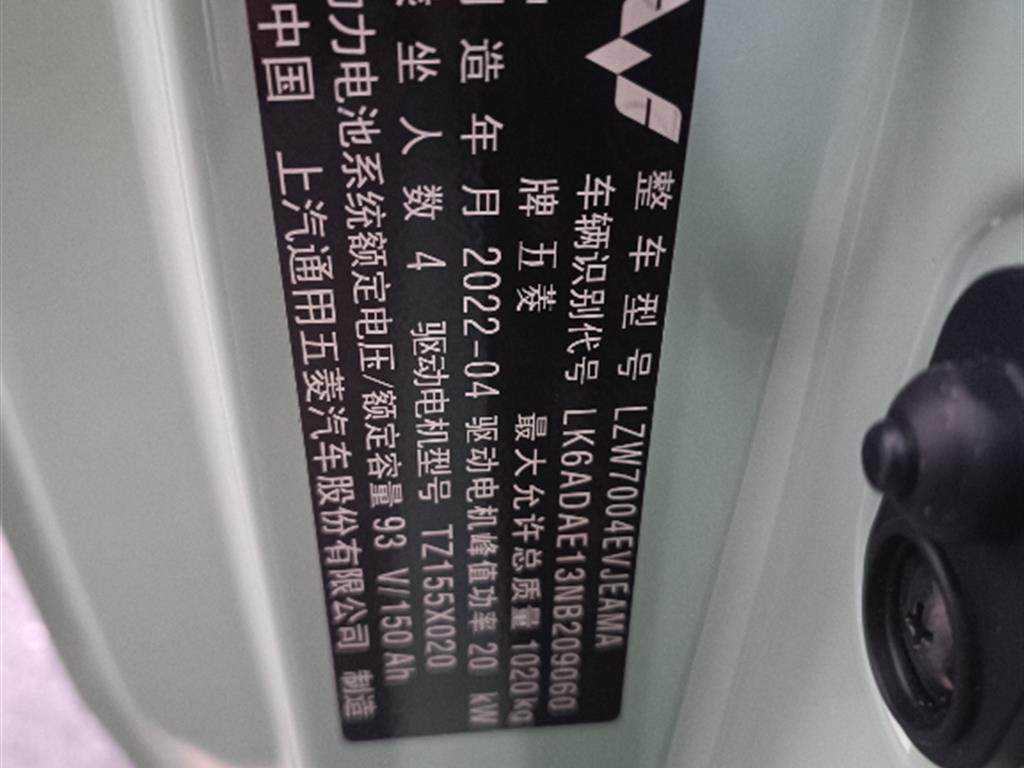 整车型号 LZW7004EVJEAMA
车辆识别代号 LK6ADAE13NB209060
牌 五菱 最大允许总质量 1020kg
造年月 2022-04 驱动电机峰值功率 20 kW
坐人数 4 驱动电机型号 TZ155X020
力电池系统额定电压/额定容量 93 V/150Ah
中国 上汽通用五菱汽车股份有限公司 制造